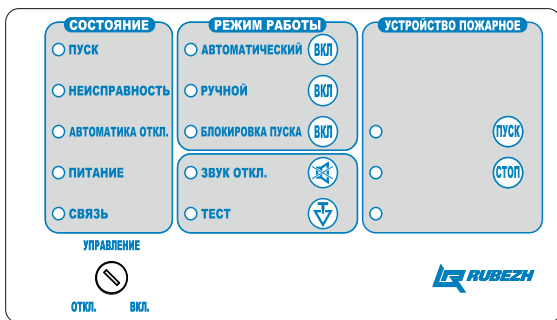 СОСТОЯНИЕ
ПУСК
НЕИСПРАВНОСТЬ
АВТОМАТИКА ОТКЛ.
ПИТАНИЕ
СВЯЗЬ
РЕЖИМ РАБОТЫ
АВТОМАТИЧЕСКИЙ ВКЛ
РУЧНОЙ ВКЛ
БЛОКИРОВКА ПУСКА ВКЛ
ЗВУК ОТКЛ.
ТЕСТ
УСТРОЙСТВО ПОЖАРНОЕ
ПУСК
СТОП
УПРАВЛЕНИЕ
ОТКЛ. ВКЛ.
RUBEZH